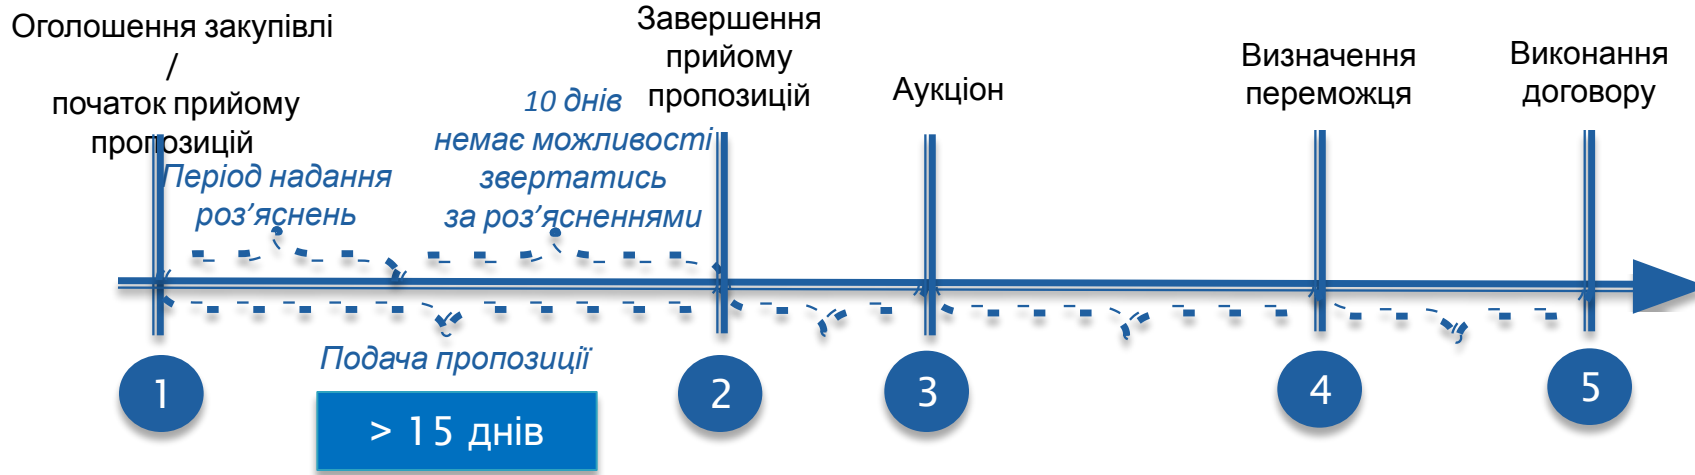 Оголошення закупівлі
/
початок прийому
пропозицій
Період надання
роз’яснень
10 днів
немає можливості
звертатись
за роз’ясненнями
Завершення
прийому
пропозицій
Аукціон
Визначення
переможця
Виконання
договору
Подача пропозиції
> 15 днів
1
2
3
4
5